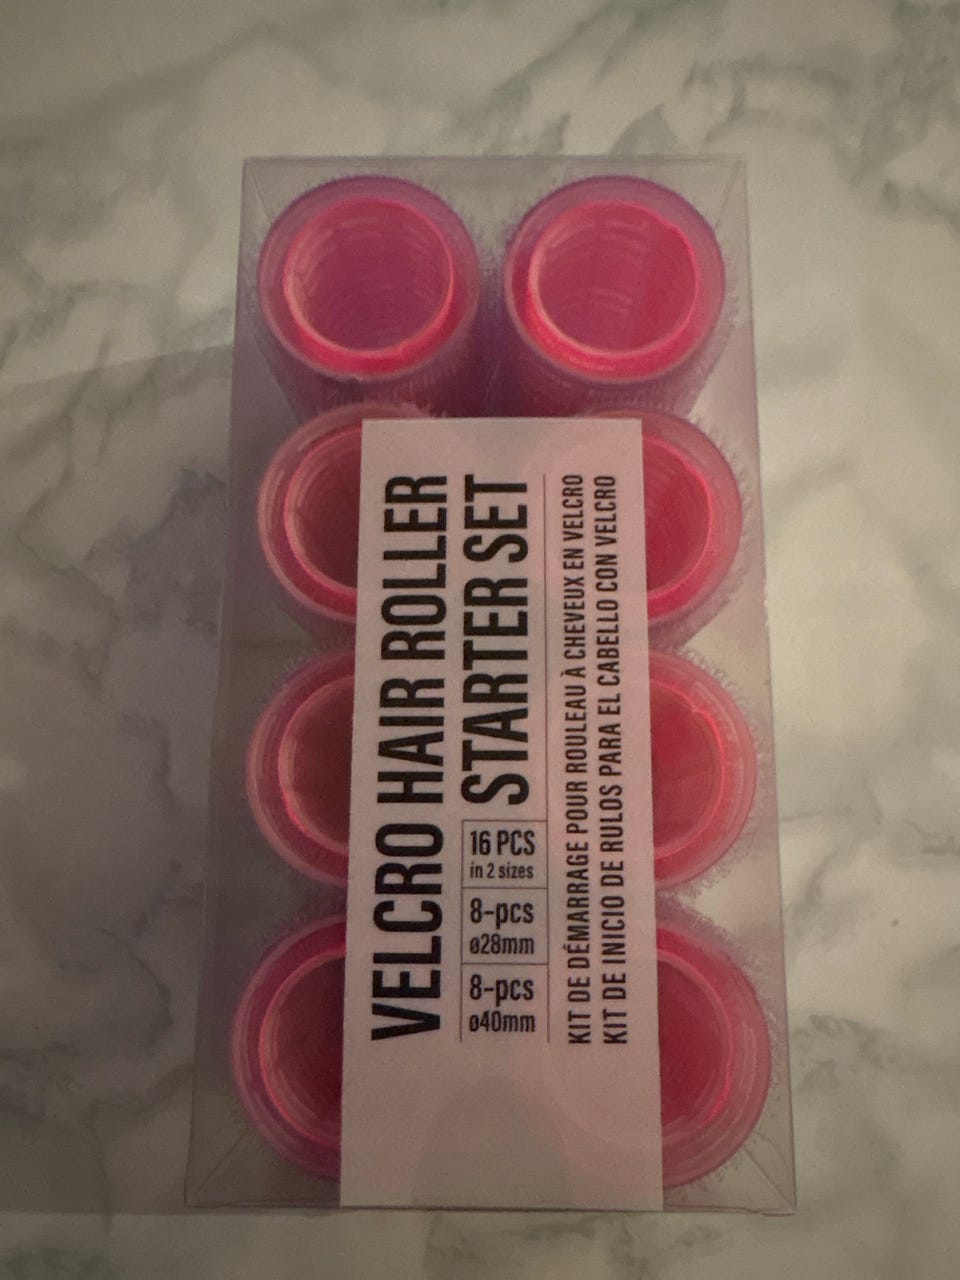 VELCRO HAIR ROLLER
STARTER SET
16 PCS
in 2 sizes
8-pcs
ø28mm
8-pcs
ø40mm
KIT DE DÉMARRAGE POUR ROULEAU À CHEVEUX EN VELCRO
KIT DE INICIO DE RULOS PARA EL CABELLO CON VELCRO